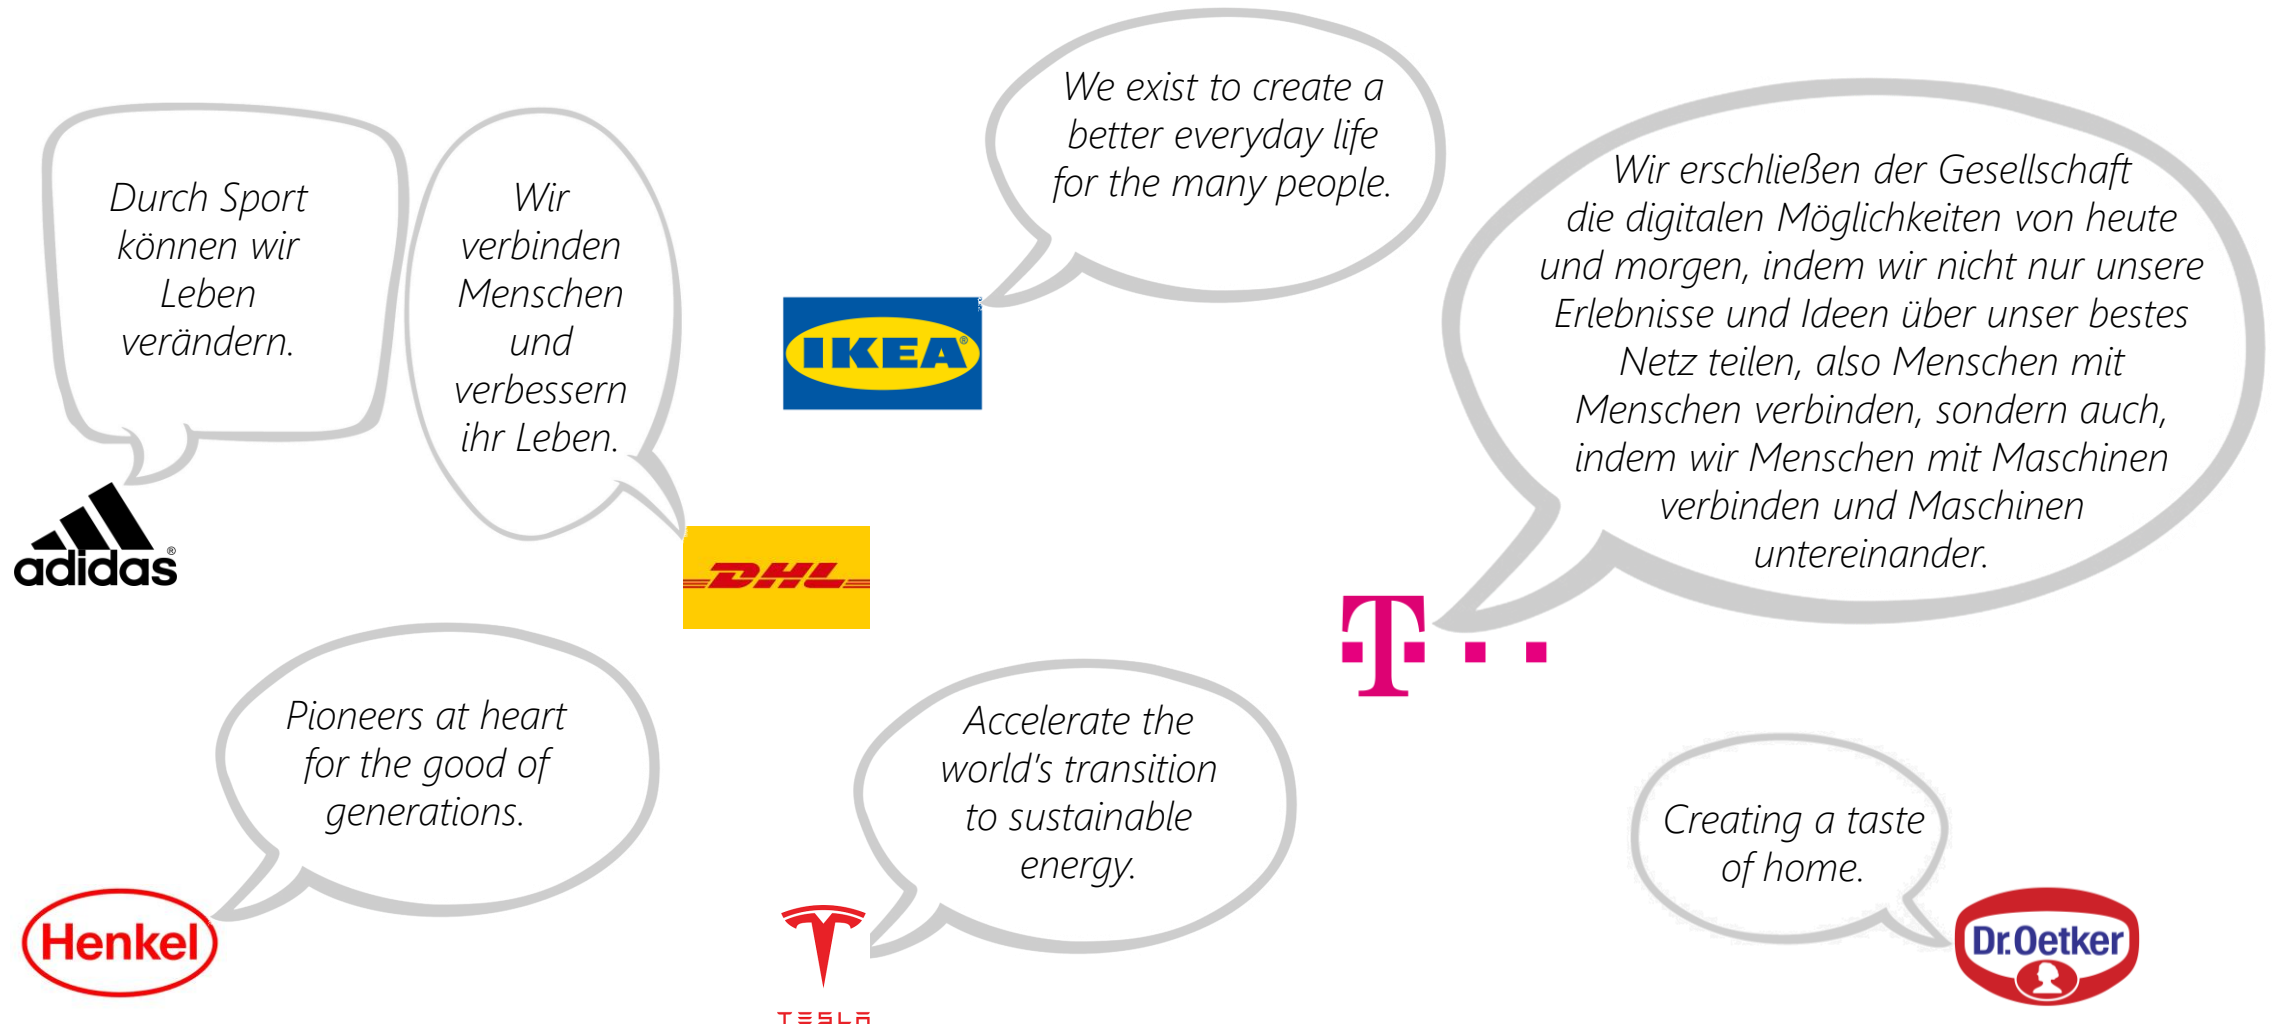 Durch Sport
können wir
Leben
verändern.
adidas®
Wir
verbinden
Menschen
und
verbessern
ihr Leben.
DHL
We exist to create a
better everyday life
for the many people.
IKEA®
Wir erschließen der Gesellschaft
die digitalen Möglichkeiten von heute
und morgen, indem wir nicht nur unsere
Erlebnisse und Ideen über unser bestes
Netz teilen, also Menschen mit
Menschen verbinden, sondern auch,
indem wir Menschen mit Maschinen
verbinden und Maschinen
untereinander.
T
Pioneers at heart
for the good of
generations.
Henkel
Accelerate the
world's transition
to sustainable
energy.
TESLA
Creating a taste
of home.
Dr.Oetker